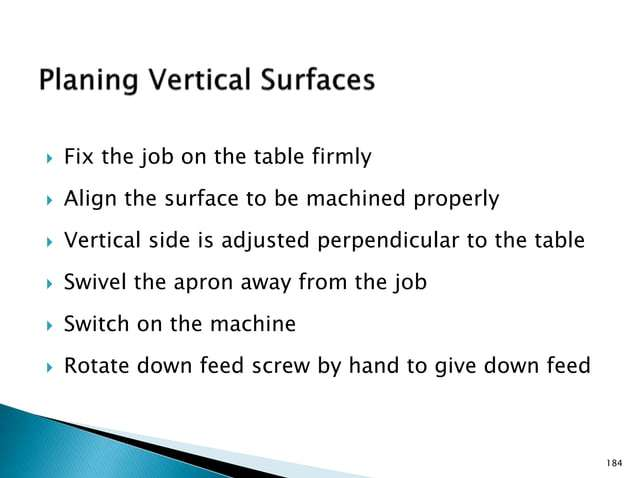 Planing Vertical Surfaces
Fix the job on the table firmly
Align the surface to be machined properly
Vertical side is adjusted perpendicular to the table
Swivel the apron away from the job
Switch on the machine
Rotate down feed screw by hand to give down feed
184